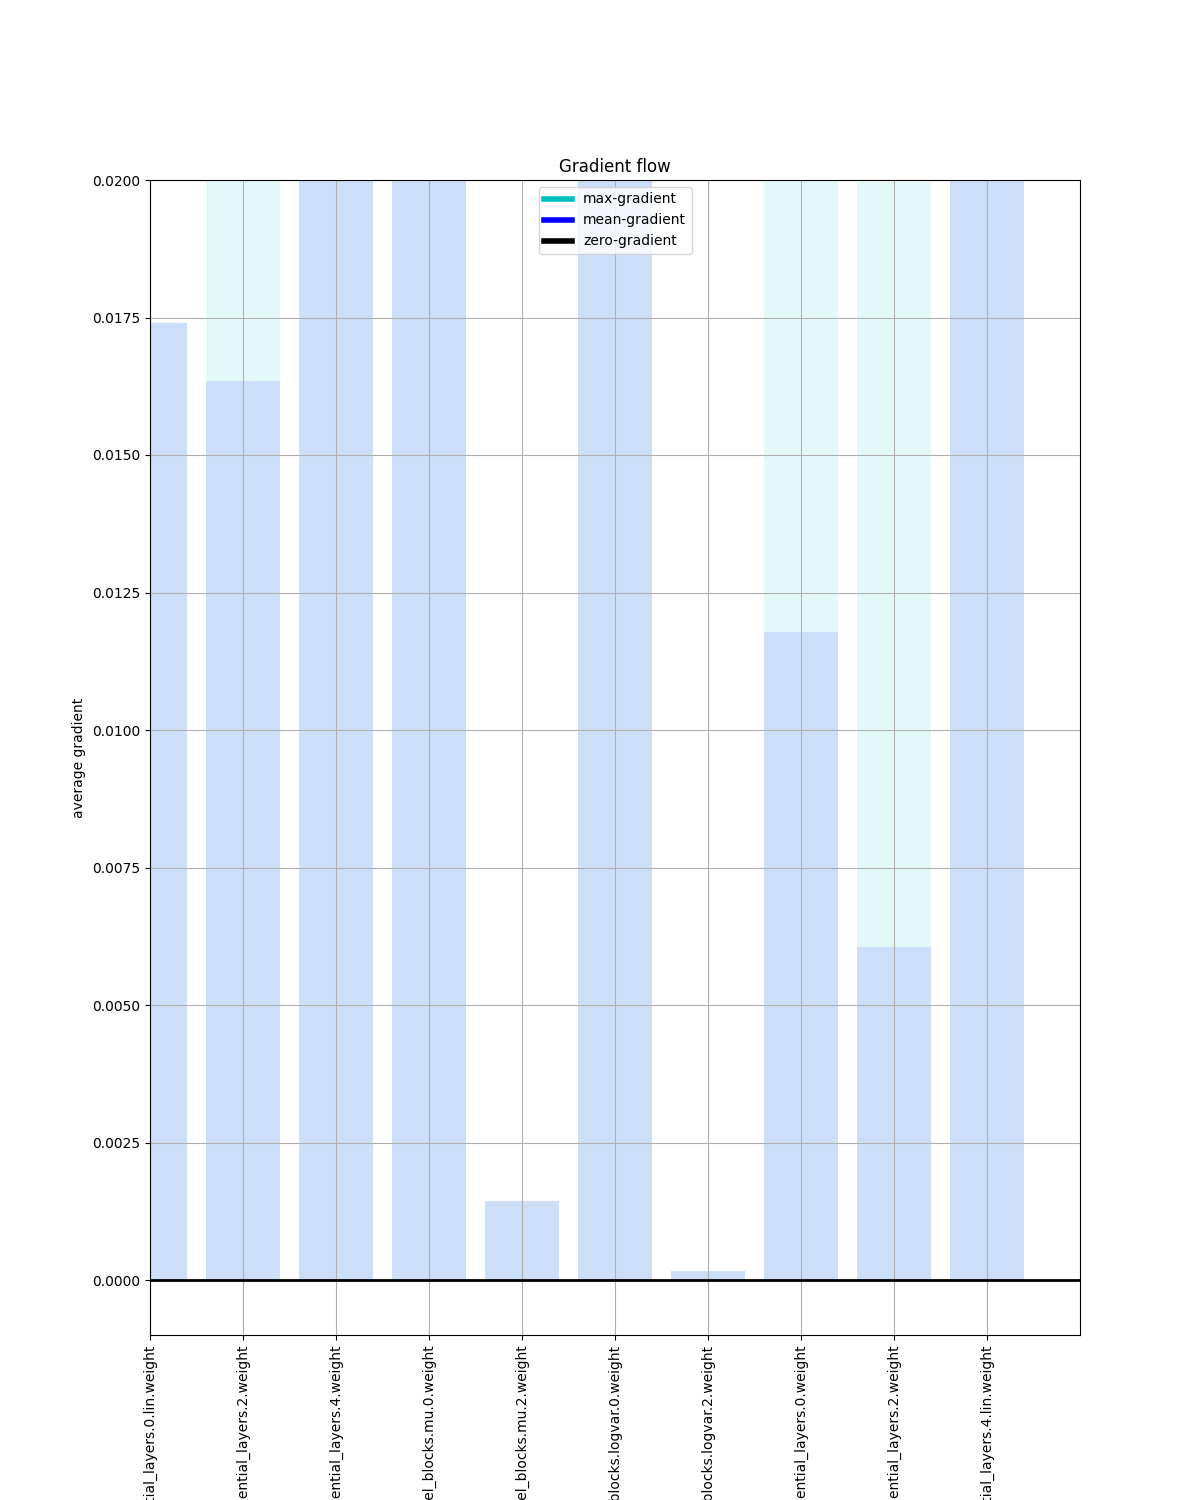 Gradient flow
max-gradient
mean-gradient
zero-gradient
0.0200
0.0175
0.0150
0.0125
0.0100
0.0075
0.0050
0.0025
0.0000
average gradient
tial_layers.0.lin.weight
ential_layers.2.weight
ential_layers.4.weight
el_blocks.mu.0.weight
el_blocks.mu.2.weight
blocks.logvar.0.weight
blocks.logvar.2.weight
ential_layers.0.weight
ential_layers.2.weight
tial_layers.4.lin.weight